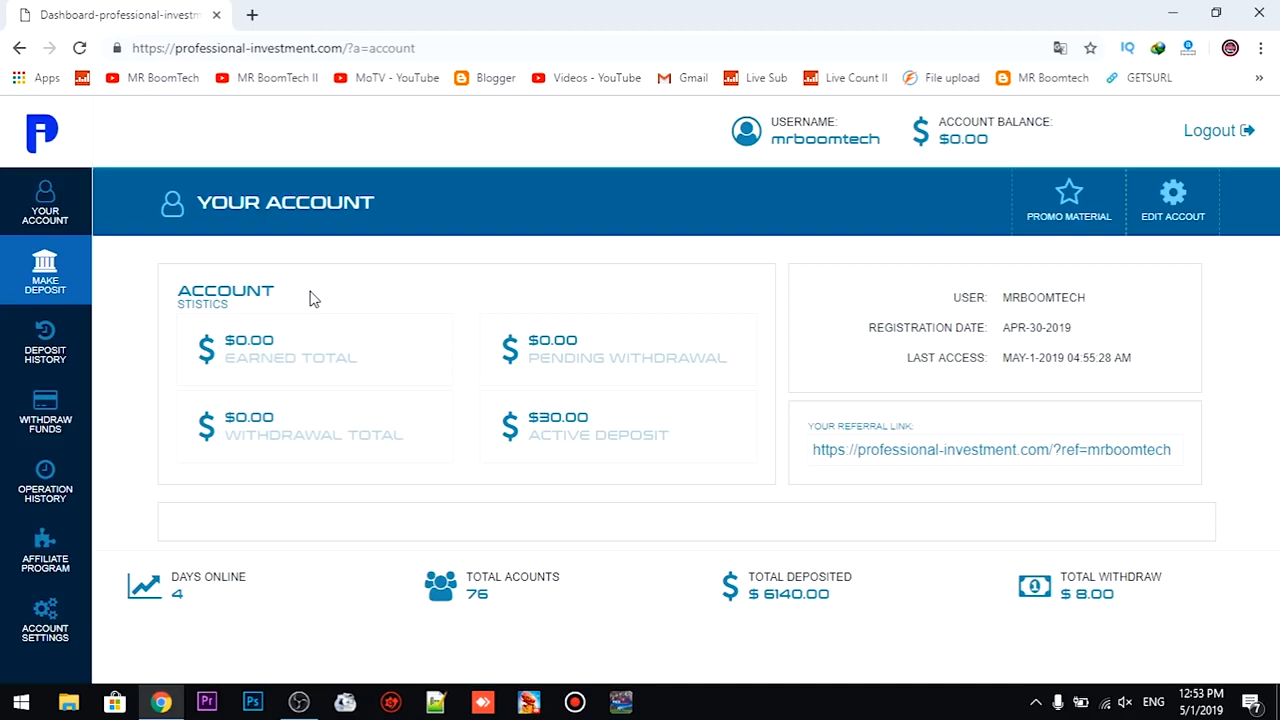 Dashboard-professional-investm
https://professional-investment.com/?a=account
Apps
MR BoomTech
MR BoomTech II
MoTV - YouTube
Blogger
Videos - YouTube
Gmail
Live Sub
Live Count II
File upload
MR Boomtech
GETSURL
»
USERNAME:
mrboomtech
ACCOUNT BALANCE:
$0.00
Logout
YOUR ACCOUNT
PROMO MATERIAL
EDIT ACCOUT
YOUR
ACCOUNT
MAKE
DEPOSIT
DEPOSIT
HISTORY
WITHDRAW
FUNDS
OPERATION
HISTORY
AFFILIATE
PROGRAM
ACCOUNT
SETTINGS
ACCOUNT
STISTICS
$0.00
EARNED TOTAL
$0.00
PENDING WITHDRAWAL
$0.00
WITHDRAWAL TOTAL
$30.00
ACTIVE DEPOSIT
USER: MRBOOMTECH
REGISTRATION DATE: APR-30-2019
LAST ACCESS: MAY-1-2019 04:55:28 AM
YOUR REFERRAL LINK:
https://professional-investment.com/?ref=mrboomtech
DAYS ONLINE
4
TOTAL ACOUNTS
76
TOTAL DEPOSITED
$ 6140.00
TOTAL WITHDRAW
$ 8.00
ENG
12:53 PM
5/1/2019